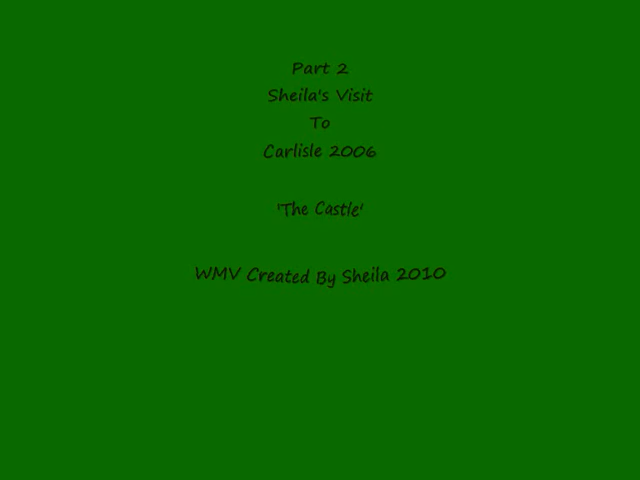 Part 2
Sheila's Visit
To
Carlisle 2006
'The Castle'
WMV Created By Sheila 2010